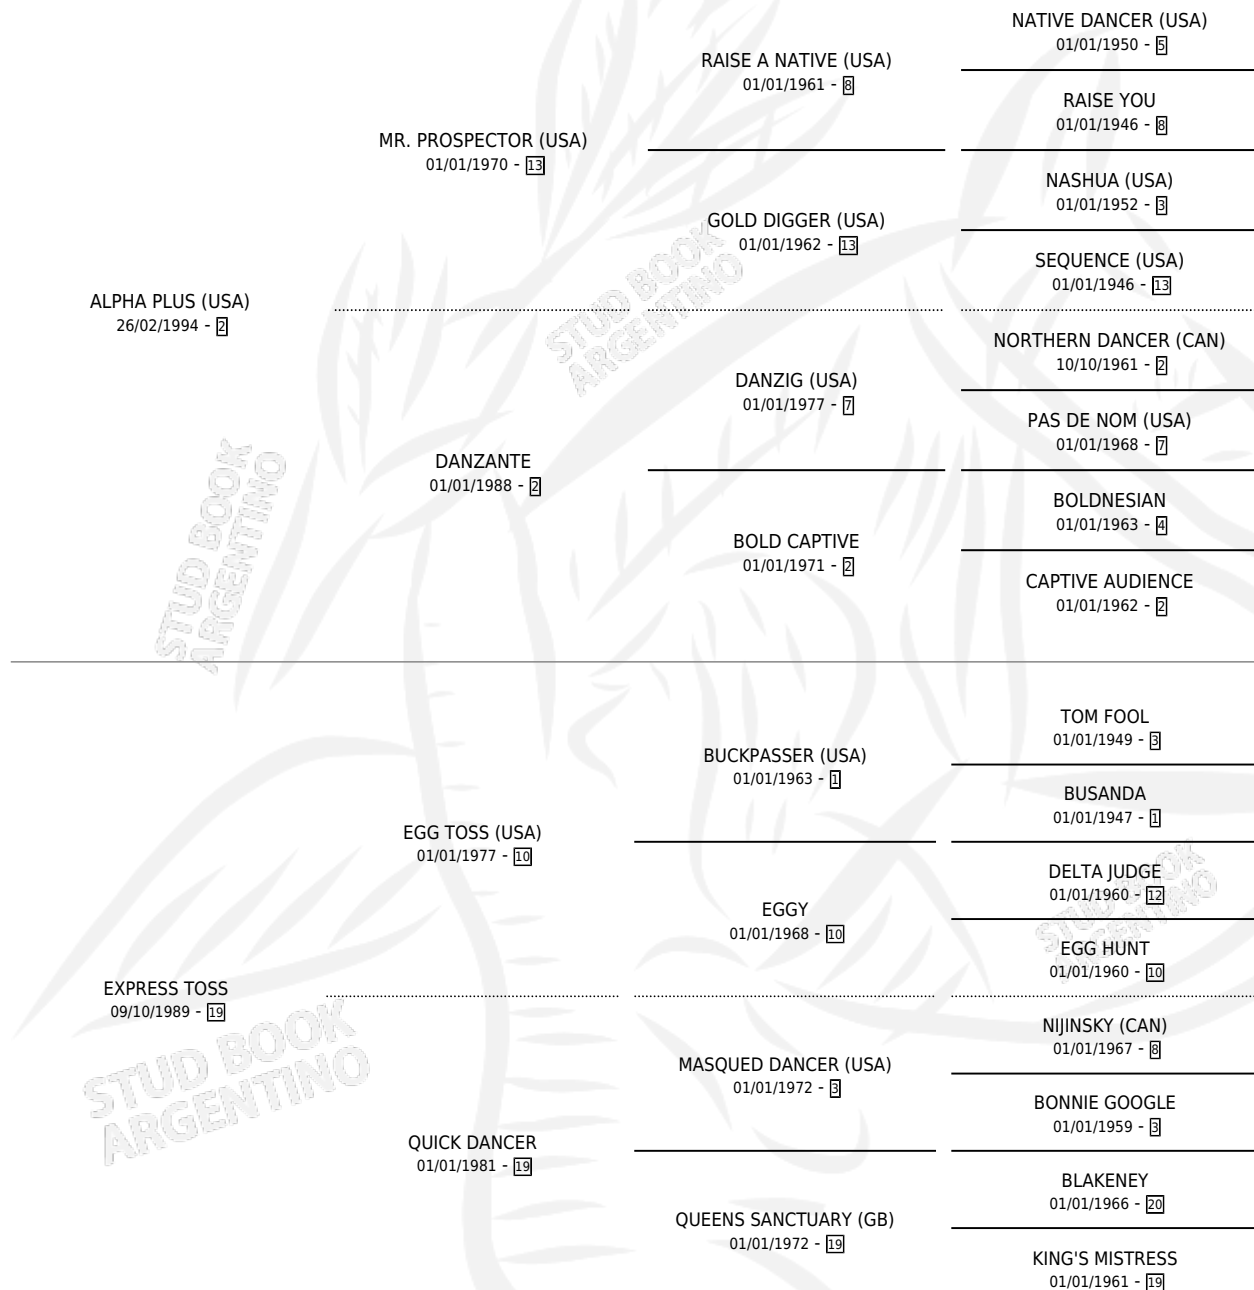 NATIVE DANCER (USA)
01/01/1950 - 5
RAISE A NATIVE (USA)
01/01/1961 - 8
RAISE YOU
01/01/1946 - 8
MR. PROSPECTOR (USA)
01/01/1970 - 13
NASHUA (USA)
01/01/1952 - 3
GOLD DIGGER (USA)
01/01/1962 - 13
SEQUENCE (USA)
01/01/1946 - 13
STUD BOOK
ARGENTINO
ALPHA PLUS (USA)
26/02/1994 - 2
NORTHERN DANCER (CAN)
10/10/1961 - 2
DANZIG (USA)
01/01/1977 - 7
PAS DE NOM (USA)
01/01/1968 - 7
DANZANTE
01/01/1988 - 2
BOLDNESIAN
01/01/1963 - 4
BOLD CAPTIVE
01/01/1971 - 2
CAPTIVE AUDIENCE
01/01/1962 - 2
STUD BOOK
ARGENTINO
TOM FOOL
01/01/1949 - 3
BUCKPASSER (USA)
01/01/1963 - 1
BUSANDA
01/01/1947 - 1
EGG TOSS (USA)
01/01/1977 - 10
DELTA JUDGE
01/01/1960 - 12
EGGY
01/01/1968 - 10
EGG HUNT
01/01/1960 - 10
STUD BOOK
ARGENTINO
EXPRESS TOSS
09/10/1989 - 19
NIJINSKY (CAN)
01/01/1967 - 8
MASQUED DANCER (USA)
01/01/1972 - 3
BONNIE GOOGLE
01/01/1959 - 3
STUD BOOK
ARGENTINO
QUICK DANCER
01/01/1981 - 19
BLAKENEY
01/01/1966 - 20
QUEENS SANCTUARY (GB)
01/01/1972 - 19
KING'S MISTRESS
01/01/1961 - 19